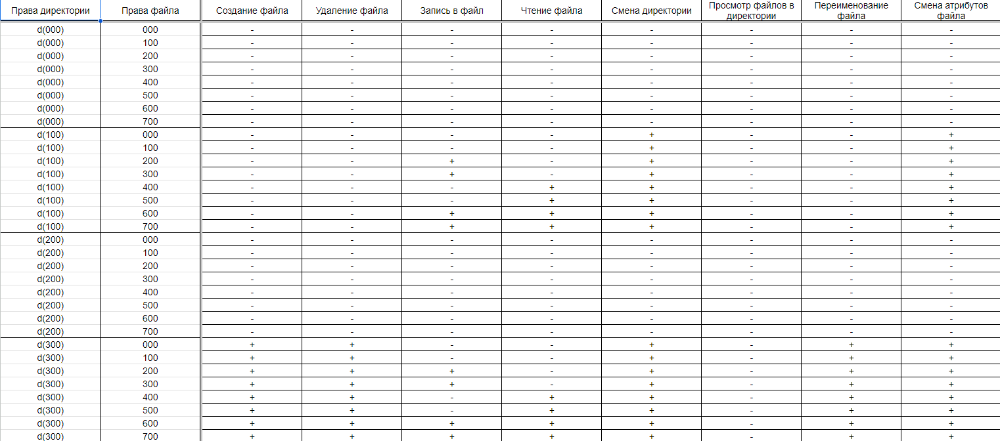 Права директории Права файла Создание файла Удаление файла Запись в файл Чтение файла Смена директории Просмотр файлов в директории Переименование файла Смена атрибутов файла
d(000) 000 - - - - - - - -
d(000) 100 - - - - - - - -
d(000) 200 - - - - - - - -
d(000) 300 - - - - - - - -
d(000) 400 - - - - - - - -
d(000) 500 - - - - - - - -
d(000) 600 - - - - - - - -
d(000) 700 - - - - - - - -
d(100) 000 - - - - + - - +
d(100) 100 - - - - + - - +
d(100) 200 - - + - + - - +
d(100) 300 - - + - + - - +
d(100) 400 - - - + + - - +
d(100) 500 - - - + + - - +
d(100) 600 - - + + + - - +
d(100) 700 - - + + + - - +
d(200) 000 - - - - - - - -
d(200) 100 - - - - - - - -
d(200) 200 - - - - - - - -
d(200) 300 - - - - - - - -
d(200) 400 - - - - - - - -
d(200) 500 - - - - - - - -
d(200) 600 - - - - - - - -
d(200) 700 - - - - - - - -
d(300) 000 + + - - + - + +
d(300) 100 + + - - + - + +
d(300) 200 + + + - + - + +
d(300) 300 + + + - + - + +
d(300) 400 + + - + + - + +
d(300) 500 + + - + + - + +
d(300) 600 + + + + + - + +
d(300) 700 + + + + + - + +